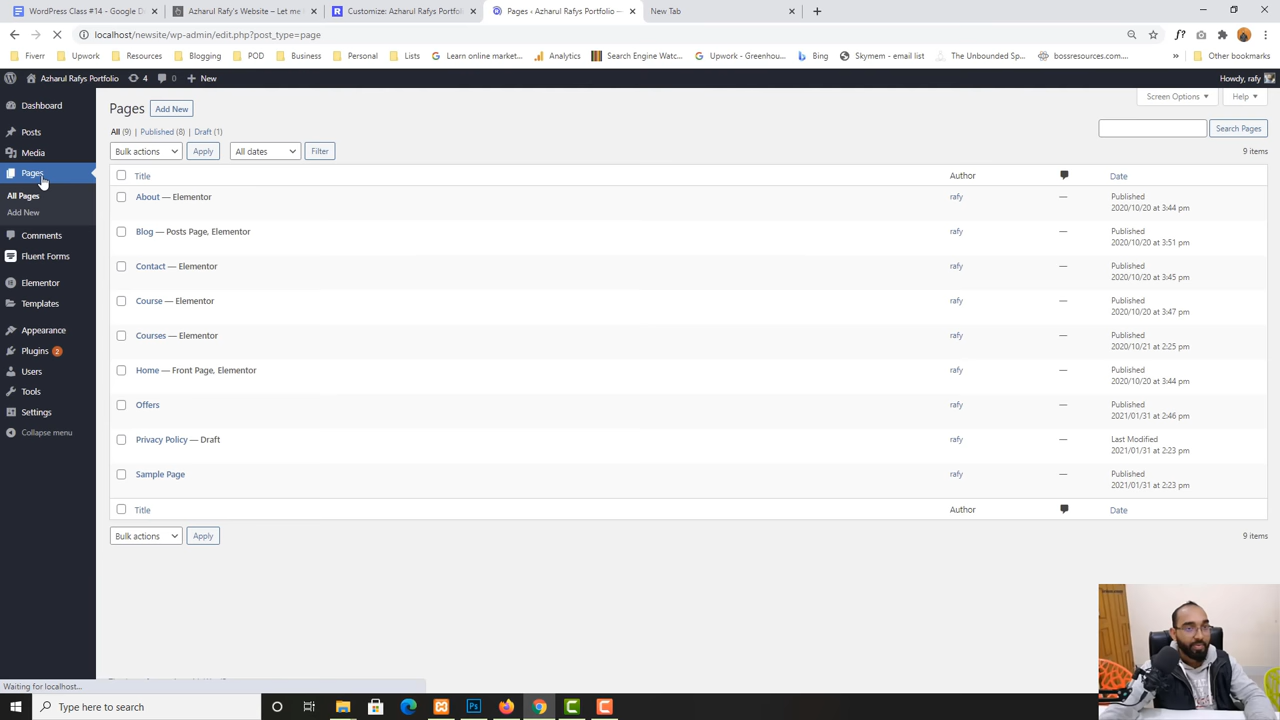 WordPress Class #14 - Google D
Azharul Rafy's Website – Let me
Customize: Azharul Rafys Portfolio
Pages ‹ Azharul Rafys Portfolio –
New Tab
localhost/newsite/wp-admin/edit.php?post_type=page
Fiverr
Upwork
Resources
Blogging
POD
Business
Personal
Lists
Learn online market...
Analytics
Search Engine Watc...
Upwork - Greenhou...
Bing
Skymem - email list
The Unbounded Sp...
bossresources.com...
Other bookmarks
Azharul Rafys Portfolio
4
0
New
Howdy, rafy
Dashboard
Posts
Media
Pages
All Pages
Add New
Comments
Fluent Forms
Elementor
Templates
Appearance
Plugins 2
Users
Tools
Settings
Collapse menu
Pages Add New
Screen Options
Help
All (9) | Published (8) | Draft (1)
Search Pages
Bulk actions
Apply
All dates
Filter
9 items
Title
Author
Date
About — Elementor
rafy
—
Published
2020/10/20 at 3:44 pm
Blog — Posts Page, Elementor
rafy
—
Published
2020/10/20 at 3:51 pm
Contact — Elementor
rafy
—
Published
2020/10/20 at 3:45 pm
Course — Elementor
rafy
—
Published
2020/10/20 at 3:47 pm
Courses — Elementor
rafy
—
Published
2020/10/21 at 2:25 pm
Home — Front Page, Elementor
rafy
—
Published
2020/10/20 at 3:44 pm
Offers
rafy
—
Published
2021/01/31 at 2:46 pm
Privacy Policy — Draft
rafy
—
Last Modified
2021/01/31 at 2:23 pm
Sample Page
rafy
—
Published
2021/01/31 at 2:23 pm
Title
Author
Date
Bulk actions
Apply
9 items
Waiting for localhost...
Type here to search